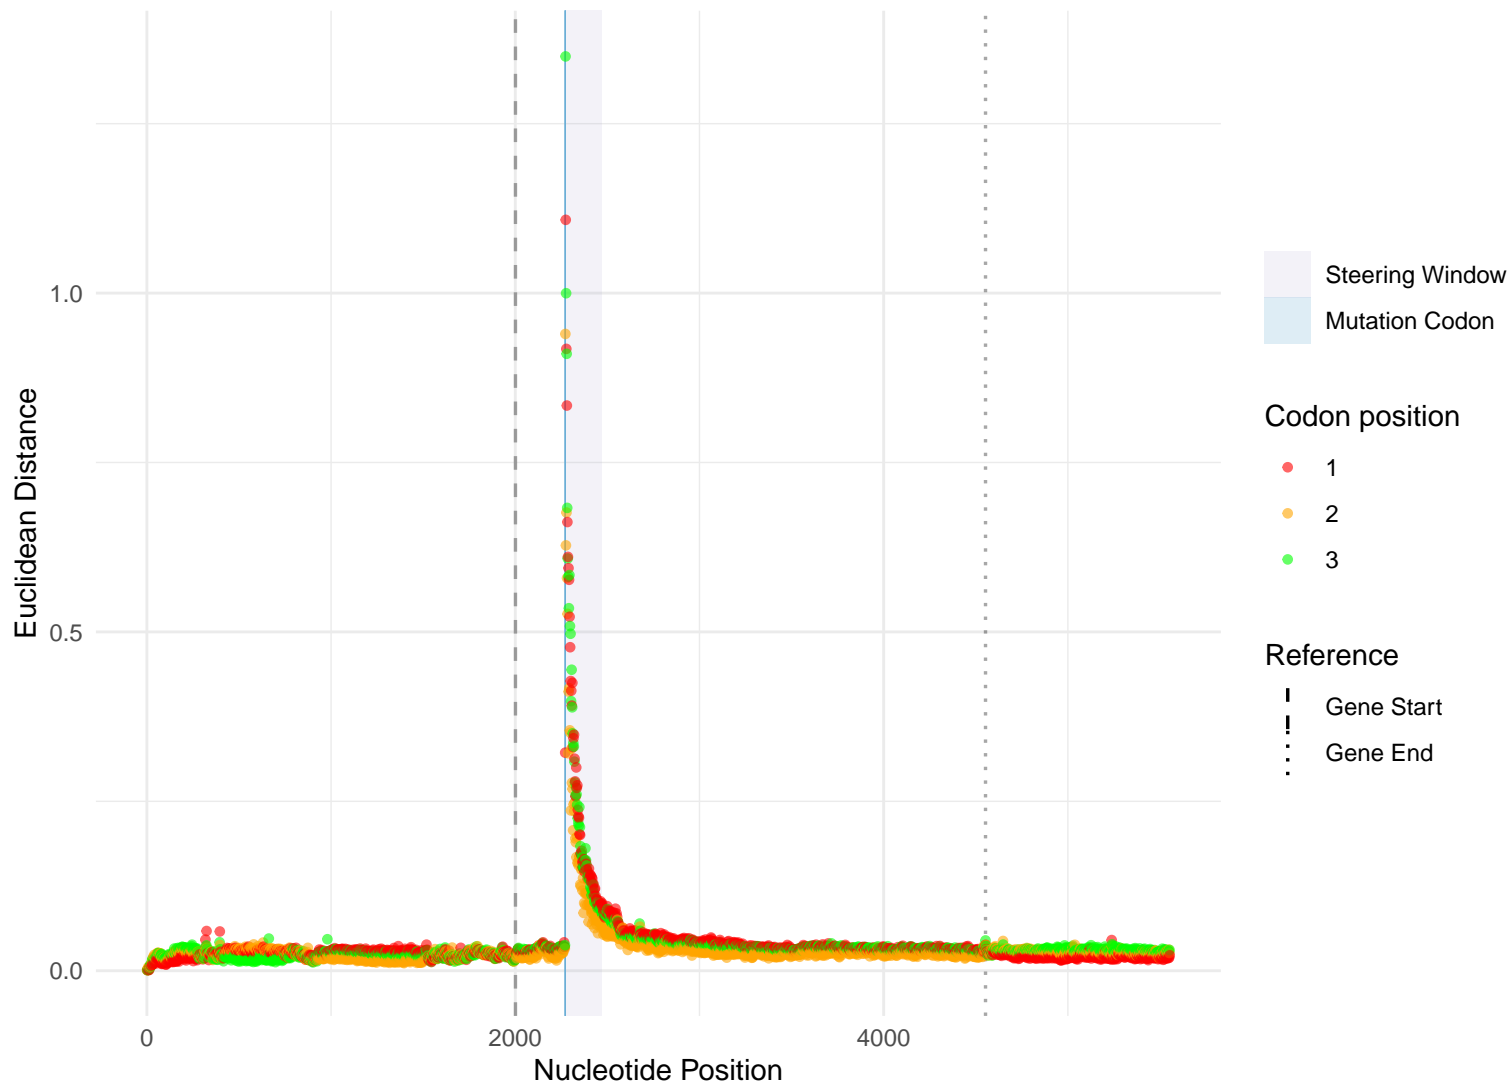 Euclidean Distance
1.0
0.5
0.0
0
2000
4000
Nucleotide Position
Steering Window
Mutation Codon
Codon position
1
2
3
Reference
Gene Start
Gene End